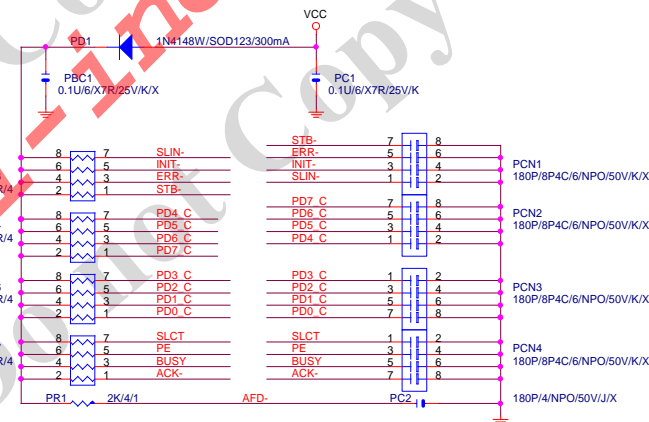 VCC
PD1 1N4148W/SOD123/300mA
PBC1 PC1
0.1U/6/X7R/25V/K/X 0.1U/6/X7R/25V/K
STB- 7 8
8 7 SLIN- ERR- 5 6
6 5 INIT- INIT- 3 4 PCN1
4 3 ERR- SLIN- 1 2 180P/8P4C/6/NPO/50V/K/X
R/4 2 1 STB-
PD7_C 7 8
8 7 PD4_C PD6_C 5 6 PCN2
6 5 PD5_C PD5_C 3 4 180P/8P4C/6/NPO/50V/K/X
R/4 4 3 PD6_C PD4_C 1 2
2 1 PD7_C
8 7 PD3_C PD3_C 1 2
6 5 PD2_C PD2_C 3 4 PCN3
R/4 4 3 PD1_C PD1_C 5 6 180P/8P4C/6/NPO/50V/K/X
2 1 PD0_C PD0_C 7 8
8 7 SLCT SLCT 1 2
6 5 PE PE 3 4 PCN4
R/4 4 3 BUSY BUSY 5 6 180P/8P4C/6/NPO/50V/K/X
2 1 ACK- ACK- 7 8
PR1 2K/4/1 AFD- PC2 180P/4/NPO/50V/J/X